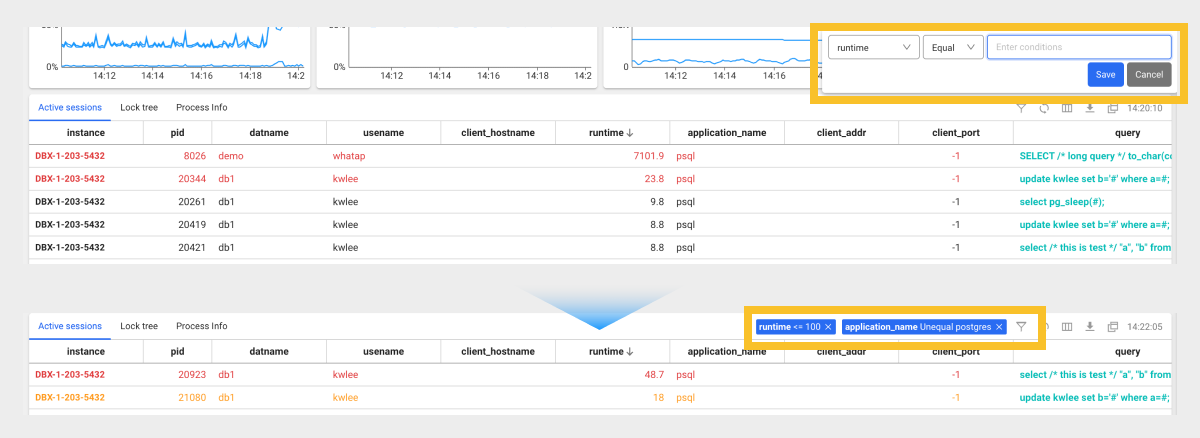 0%
14:12 14:14 14:16 14:18 14:2
0%
14:12 14:14 14:16 14:18 14:2
0
14:12 14:14 14:16
runtime Equal Enter conditions
Save Cancel
Active sessions Lock tree Process Info 14:20:10
instance pid datname usename client_hostname runtime application_name client_addr client_port query
DBX-1-203-5432 8026 demo whatap 7101.9 psql -1 SELECT /* long query */ to_char(cc
DBX-1-203-5432 20344 db1 kwlee 23.8 psql -1 update kwlee set b='#' where a=#;
DBX-1-203-5432 20261 db1 kwlee 9.8 psql -1 select pg_sleep(#);
DBX-1-203-5432 20419 db1 kwlee 8.8 psql -1 update kwlee set b='#' where a=#;
DBX-1-203-5432 20421 db1 kwlee 8.8 psql -1 select /* this is test */ "a", "b" from
Active sessions Lock tree Process Info runtime <= 100 × application_name Unequal postgres × 14:22:05
instance pid datname usename client_hostname runtime application_name client_addr client_port query
DBX-1-203-5432 20923 db1 kwlee 48.7 psql -1 select /* this is test */ "a", "b" from
DBX-1-203-5432 21080 db1 kwlee 18 psql -1 update kwlee set b='#' where a=#;